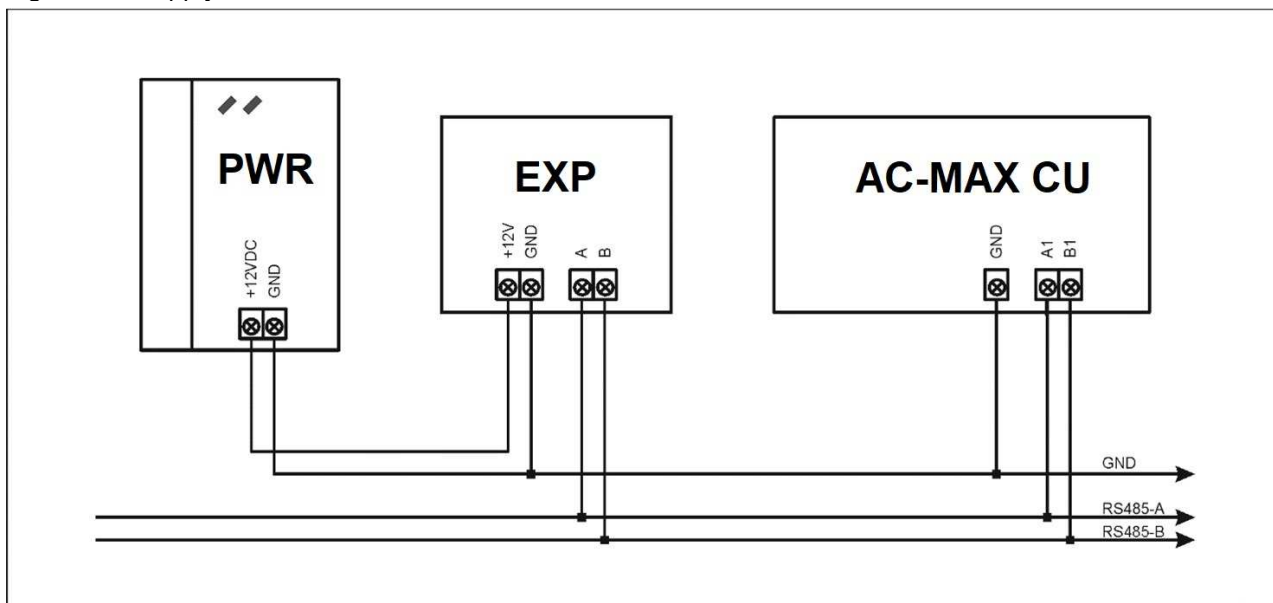 PWR
+12VDC
GND
EXP
+12V
GND
A
B
AC-MAX CU
GND
A1
B1
GND
RS485-A
RS485-B